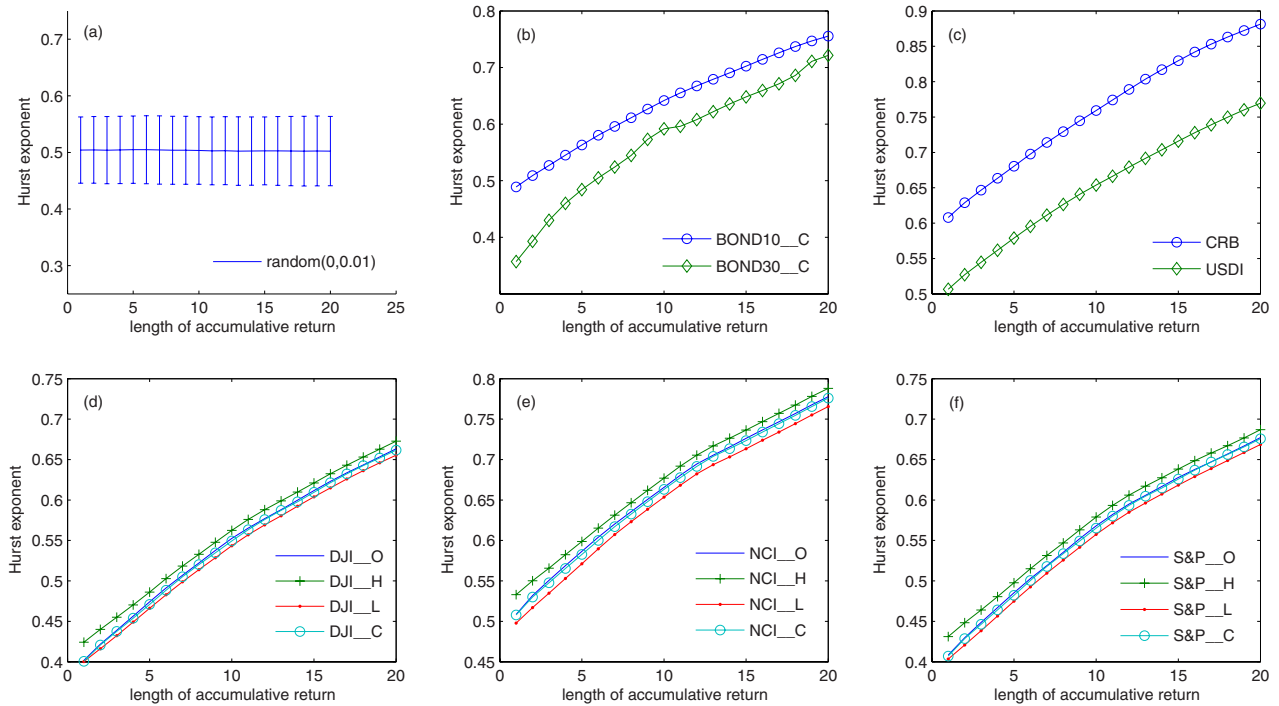 (a)
0.7
0.6
0.5
0.4
0.3
Hurst exponent
random(0,0.01)
0 5 10 15 20 25
length of accumulative return
(b)
0.8
0.7
0.6
0.5
0.4
Hurst exponent
BOND10__C
BOND30__C
0 5 10 15 20
length of accumulative return
(c)
0.9
0.85
0.8
0.75
0.7
0.65
0.6
0.55
0.5
Hurst exponent
CRB
USDI
0 5 10 15 20
length of accumulative return
(d)
0.75
0.7
0.65
0.6
0.55
0.5
0.45
0.4
Hurst exponent
DJI__O
DJI__H
DJI__L
DJI__C
0 5 10 15 20
length of accumulative return
(e)
0.8
0.75
0.7
0.65
0.6
0.55
0.5
0.45
Hurst exponent
NCI__O
NCI__H
NCI__L
NCI__C
0 5 10 15 20
length of accumulative return
(f)
0.75
0.7
0.65
0.6
0.55
0.5
0.45
0.4
Hurst exponent
S&P__O
S&P__H
S&P__L
S&P__C
0 5 10 15 20
length of accumulative return